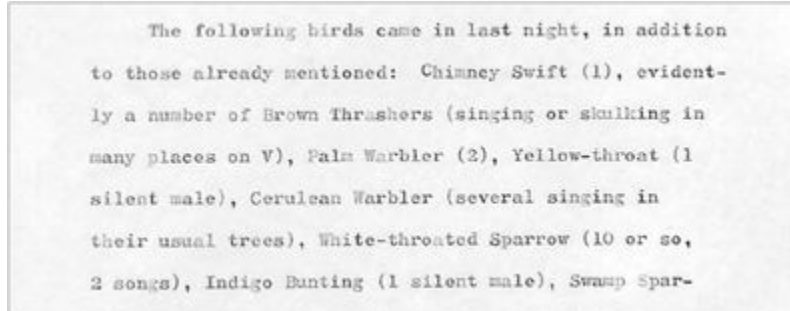 The following birds came in last night, in addition
to those already mentioned: Chimney Swift (1), evident-
ly a number of Brown Thrashers (singing or skulking in
many places on V), Palm Warbler (2), Yellow-throat (1
silent male), Cerulean Warbler (several singing in
their usual trees), White-throated Sparrow (10 or so,
2 songs), Indigo Bunting (1 silent male), Swamp Spar-